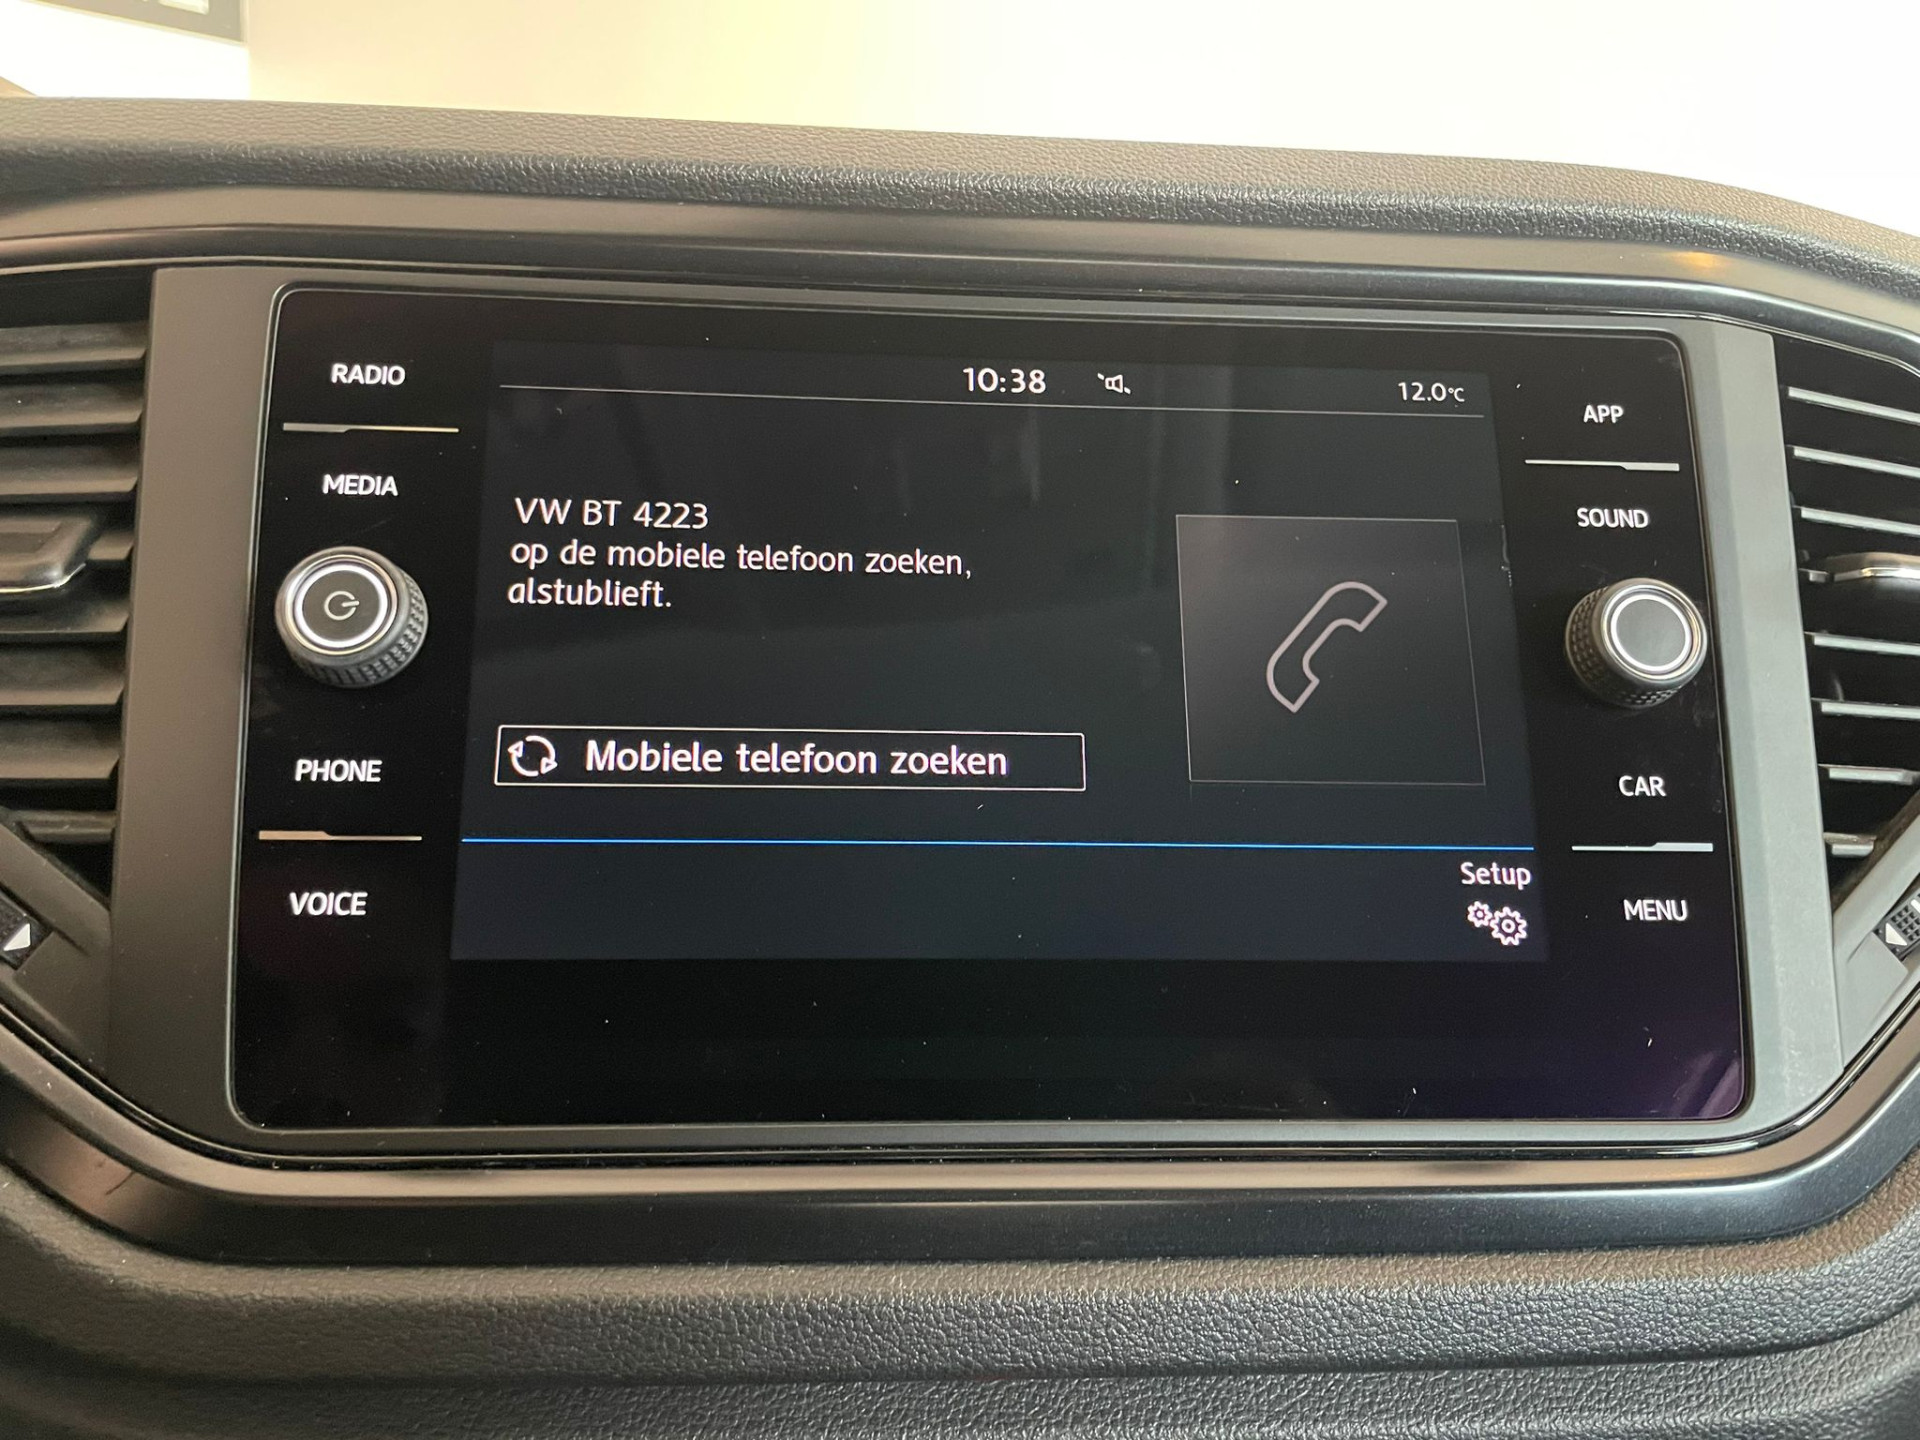 RADIO
MEDIA
PHONE
VOICE
10:38
12.0°C
VW BT 4223
op de mobiele telefoon zoeken,
alstublieft.
Mobiele telefoon zoeken
Setup
APP
SOUND
CAR
MENU